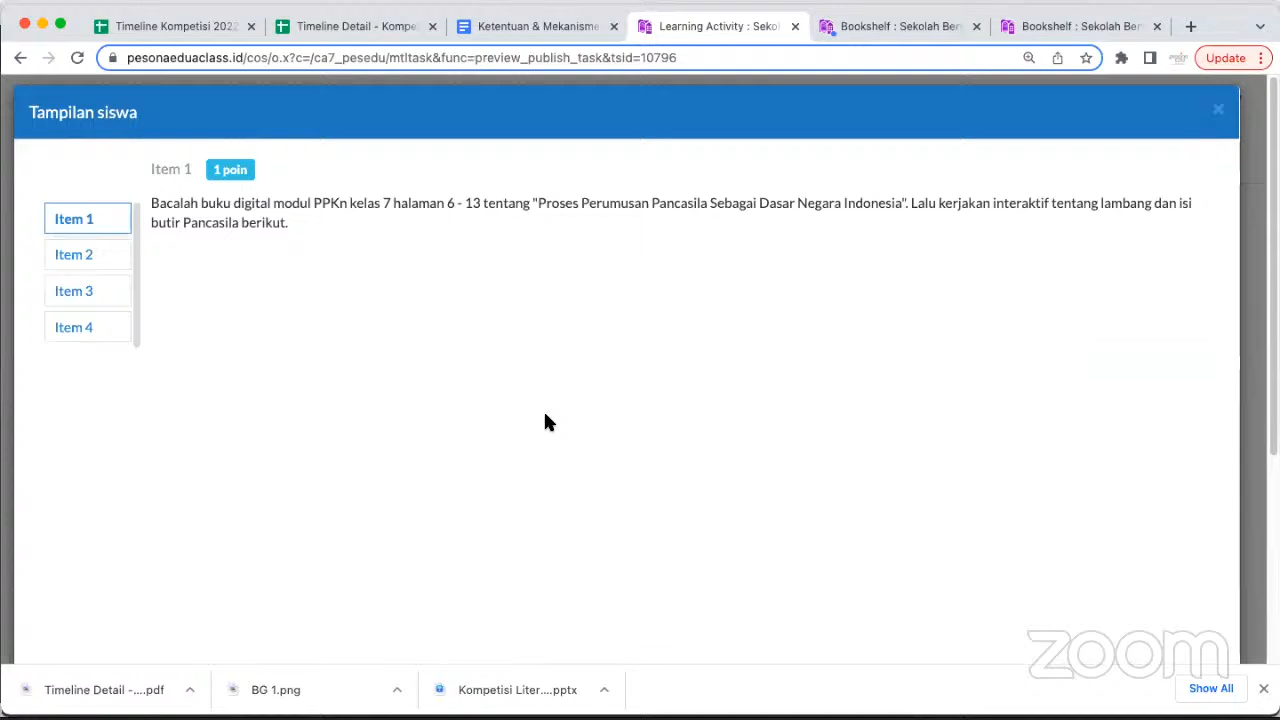 Timeline Kompetisi 2022
Timeline Detail - Kompe
Ketentuan & Mekanisme
Learning Activity : Sekol
Bookshelf : Sekolah Ber
Bookshelf : Sekolah Ber
pesonaeduaclass.id/cos/o.x?c=/ca7_pesedu/mtltask&func=preview_publish_task&tsid=10796
Update
Tampilan siswa
Item 1 1 poin
Bacalah buku digital modul PPKn kelas 7 halaman 6 - 13 tentang "Proses Perumusan Pancasila Sebagai Dasar Negara Indonesia". Lalu kerjakan interaktif tentang lambang dan isi
butir Pancasila berikut.
Item 1
Item 2
Item 3
Item 4
zoom
Timeline Detail -....pdf
BG 1.png
Kompetisi Liter....pptx
Show All